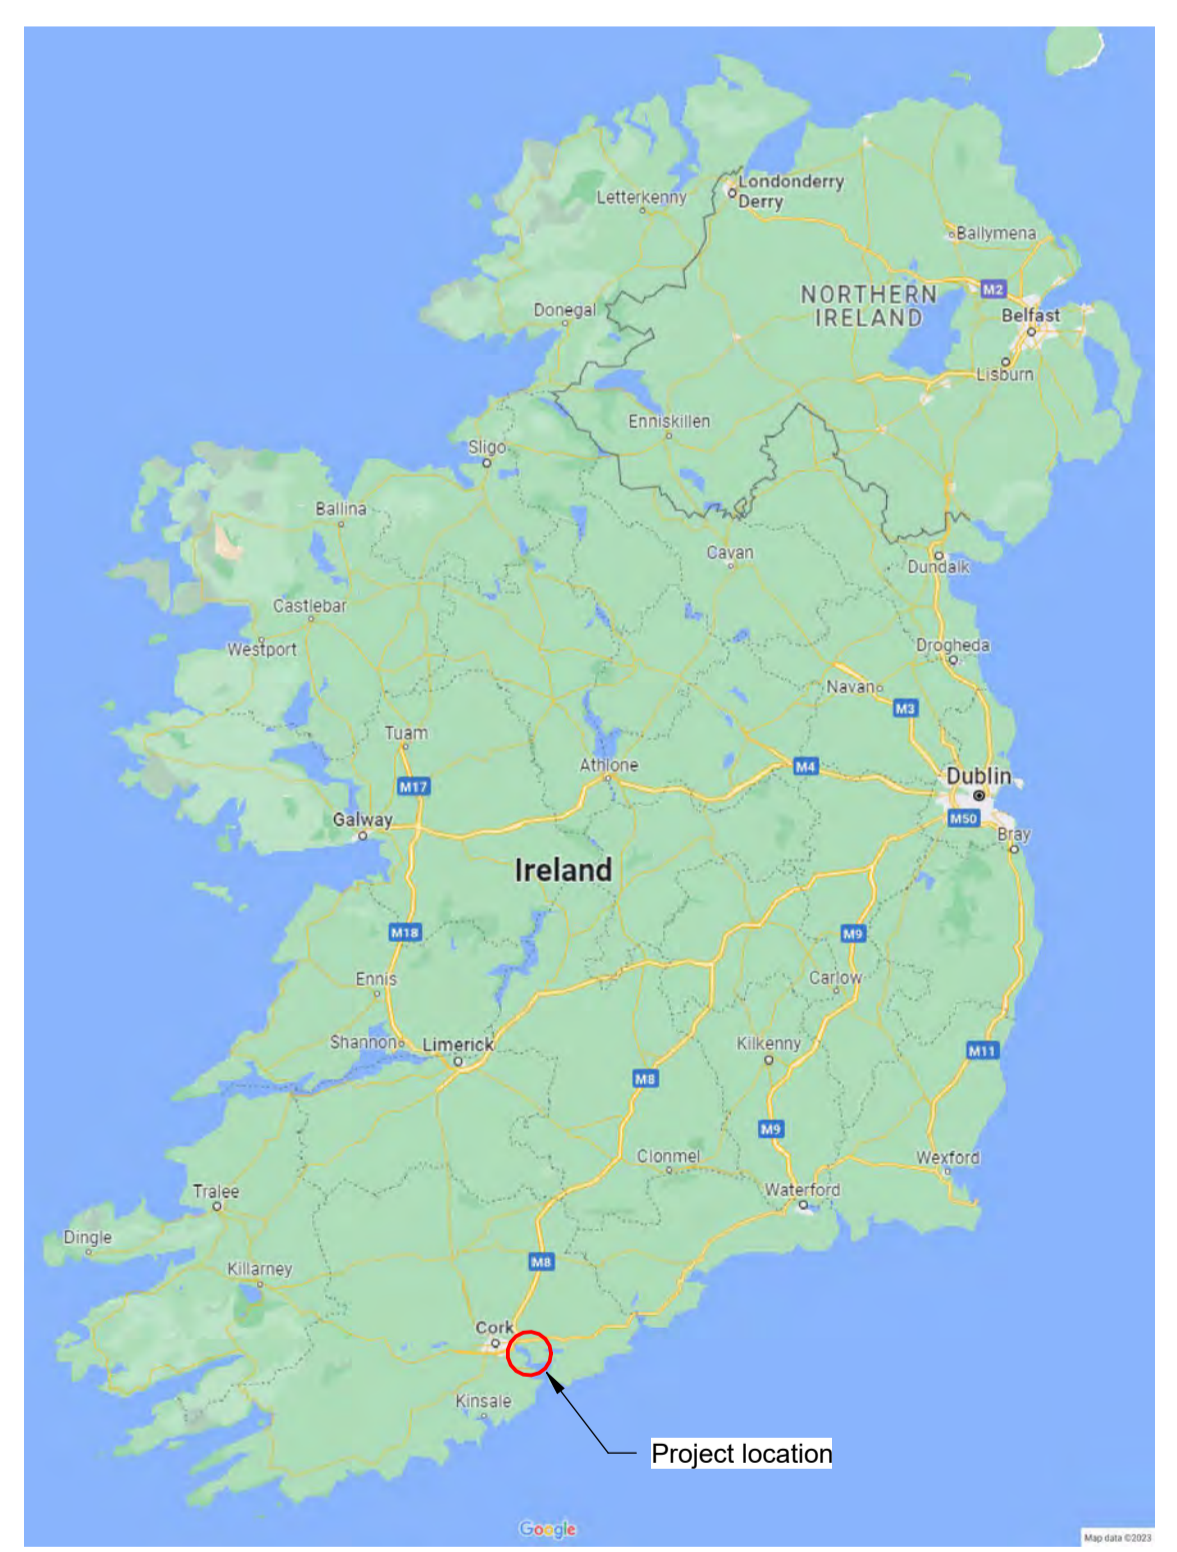 Londonderry
Derry
Letterkenny
Ballymena
M2
NORTHERN
IRELAND
Donegal
Belfast
Lisburn
Enniskillen
Sligo
Ballina
Cavan
Dundalk
Castlebar
Westport
Drogheda
Navan
M3
Tuam
Athlone
M4
Dublin
M17
Galway
M50
Bray
Ireland
M18
M9
Ennis
Carlow
Shannon
Limerick
Kilkenny
M11
M8
M9
Clonmel
Wexford
Tralee
Waterford
Dingle
Killarney
M8
Cork
Kinsale
Project location
Google
Map data ©2023